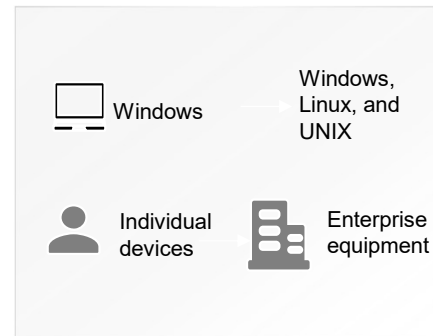 Windows
Windows,
Linux, and
UNIX
Individual
devices
Enterprise
equipment